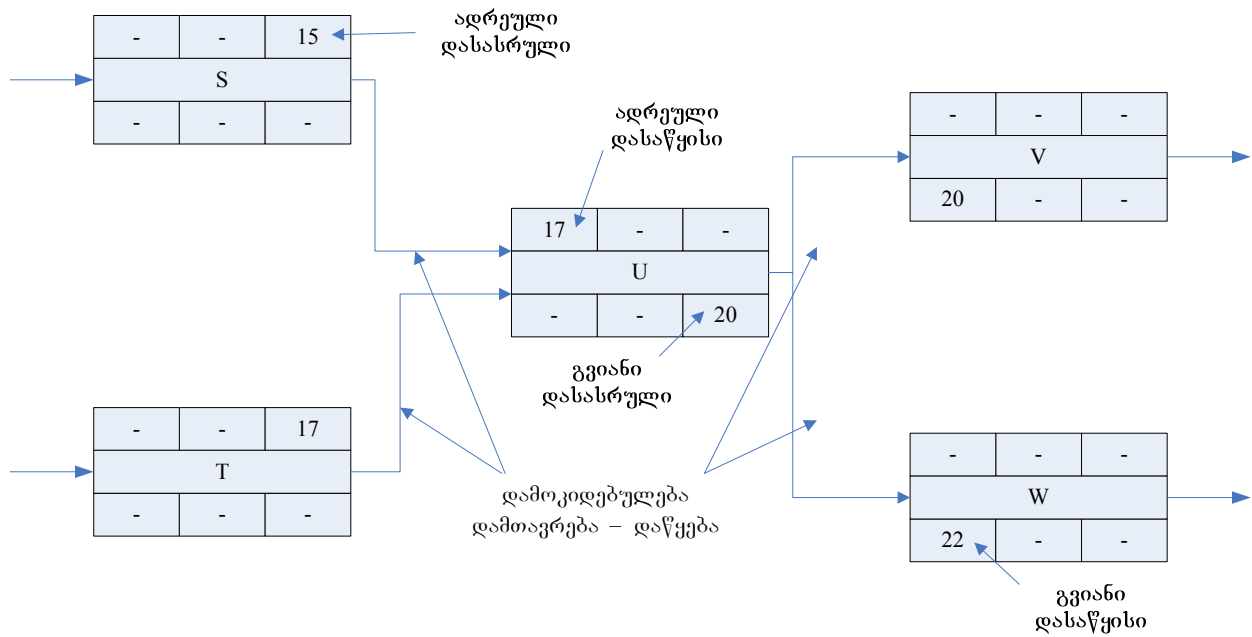 - - 15
S
- - -
ადრეული
დასასრული
ადრეული
დასაწყისი
17 - -
U
- - 20
გვიანი
დასასრული
- - 17
T
- - -
დამოკიდებულება
დამთავრება – დაწყება
- - -
V
20 - -
- - -
W
22 - -
გვიანი
დასაწყისი